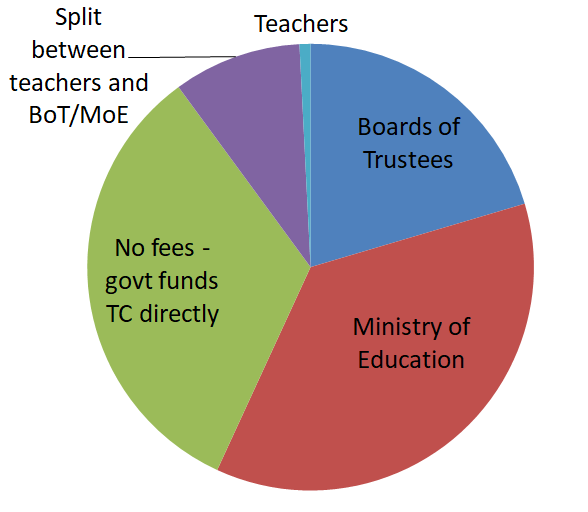 Split
between
teachers and
BoT/MoE
Teachers
Boards of
Trustees
No fees -
govt funds
TC directly
Ministry of
Education